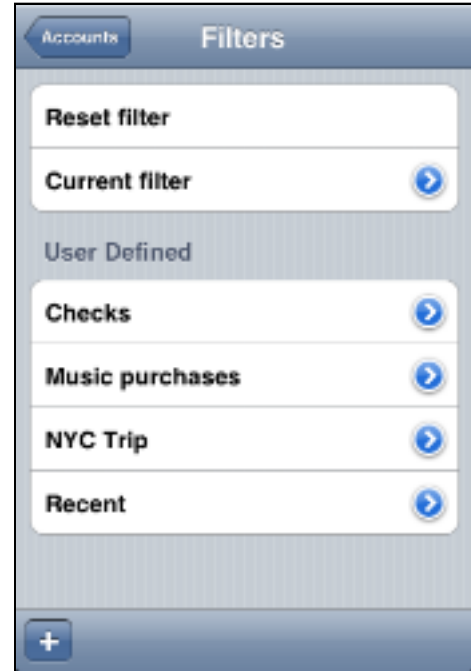 Accounts
Filters
Reset filter
Current filter
User Defined
Checks
Music purchases
NYC Trip
Recent
+